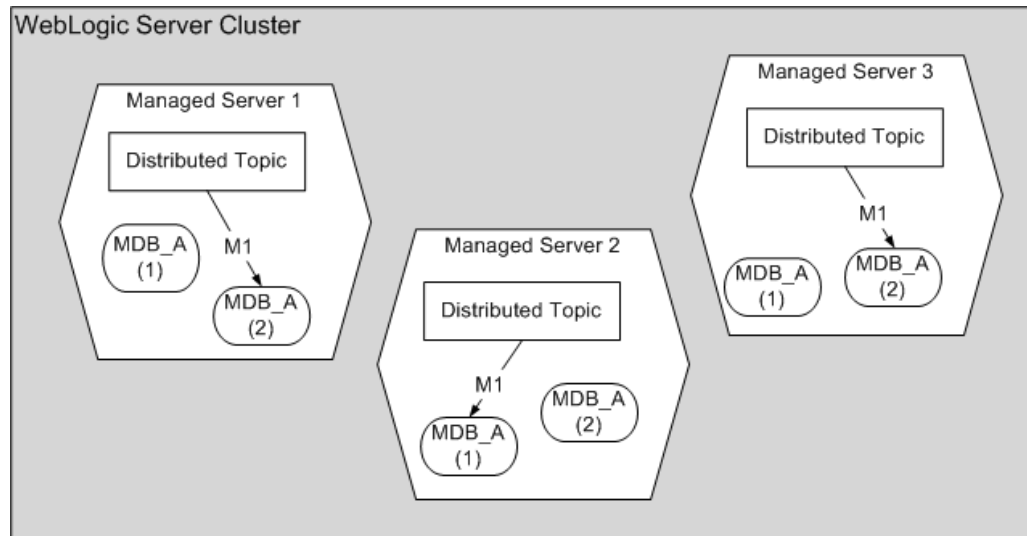 WebLogic Server Cluster
Managed Server 1
Distributed Topic
M1
MDB_A
(1)
MDB_A
(2)
Managed Server 2
Distributed Topic
M1
MDB_A
(1)
MDB_A
(2)
Managed Server 3
Distributed Topic
M1
MDB_A
(1)
MDB_A
(2)